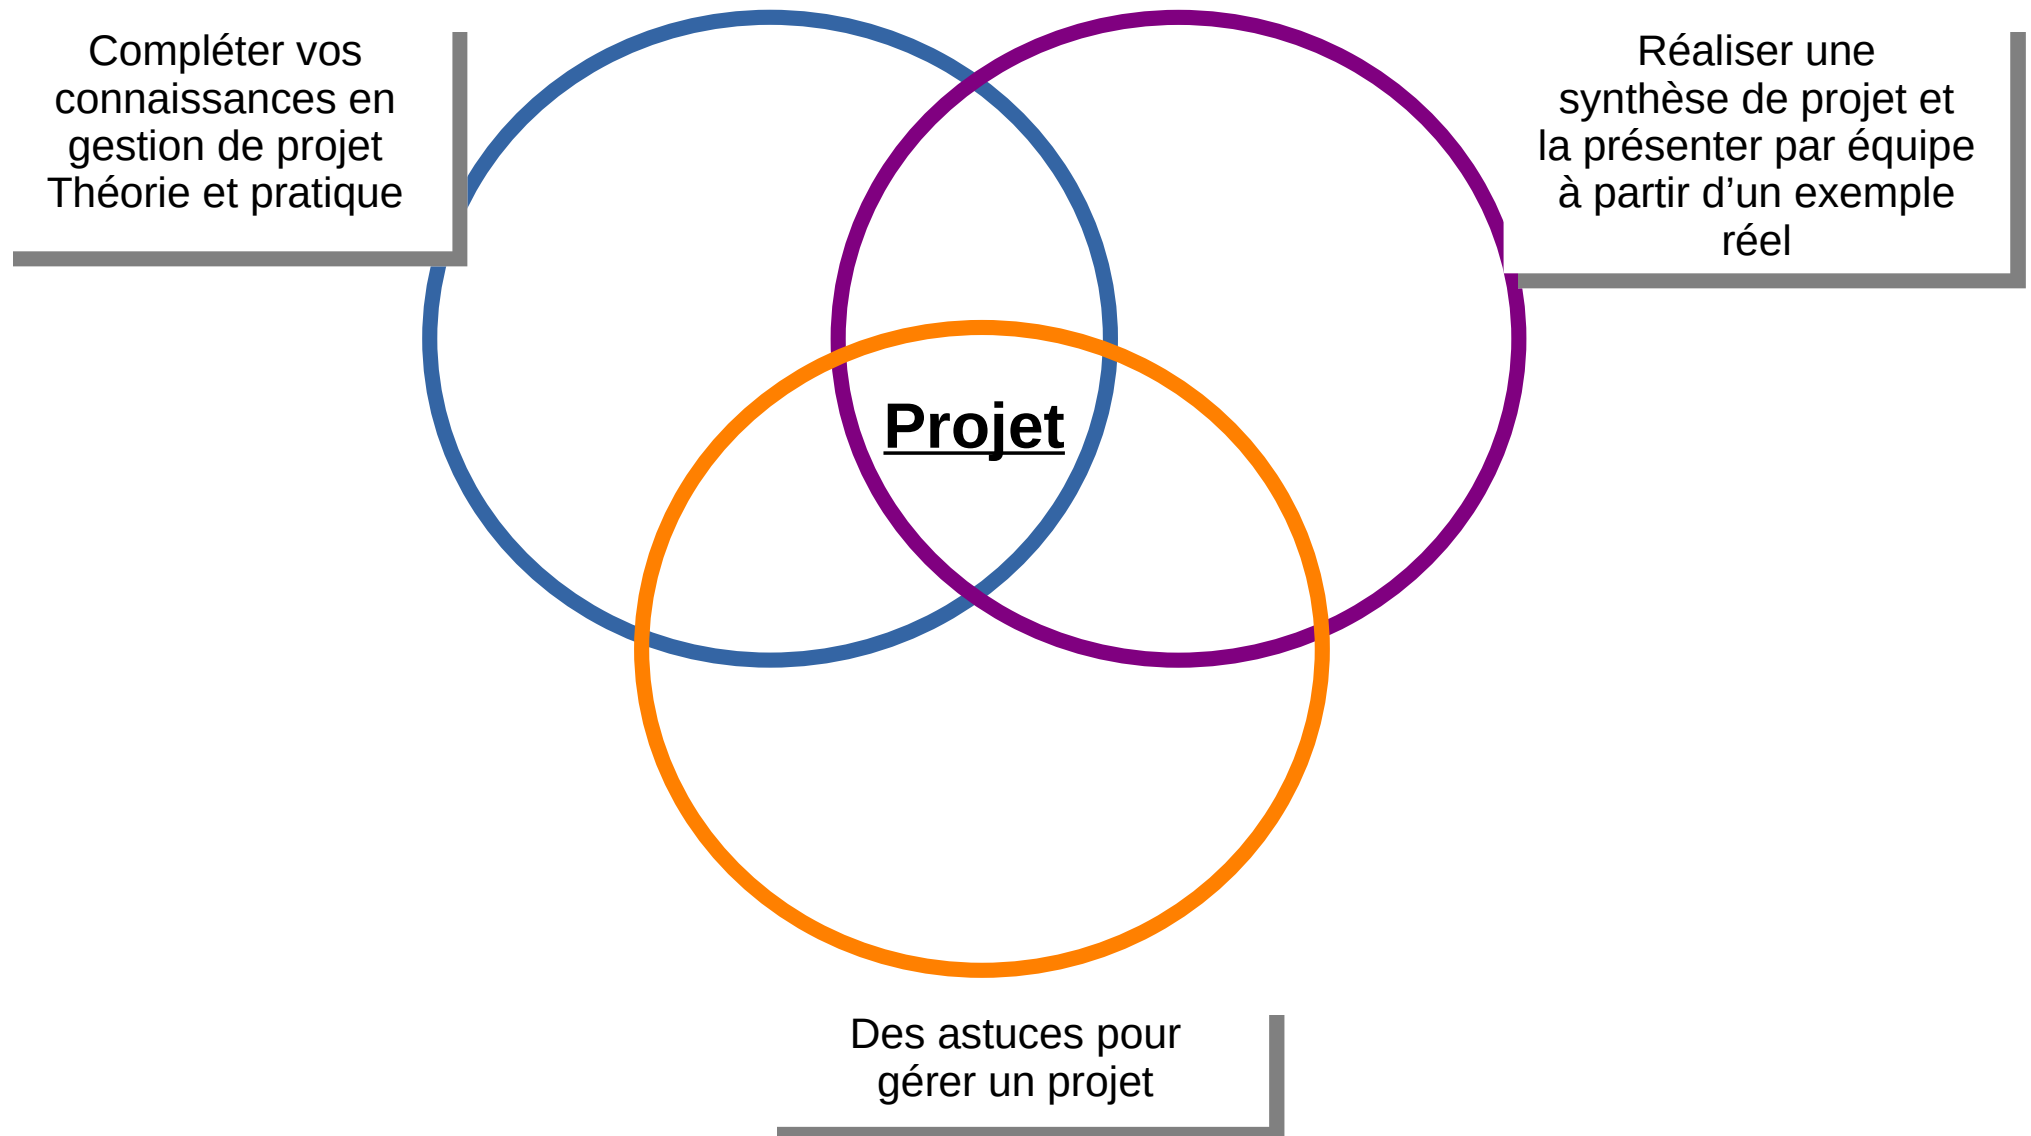 Compléter vos
connaissances en
gestion de projet
Théorie et pratique
Réaliser une
synthèse de projet et
la présenter par équipe
à partir d’un exemple
réel
Projet
Des astuces pour
gérer un projet